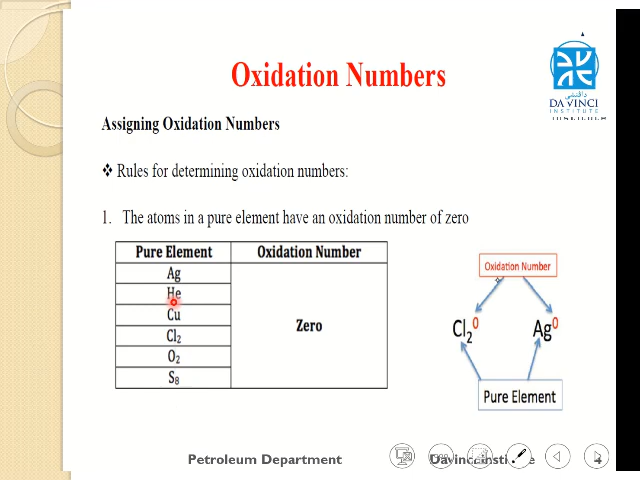 Oxidation Numbers
داڤنشي
DA VINCI
INSTITUTE
Assigning Oxidation Numbers
❖ Rules for determining oxidation numbers:
1. The atoms in a pure element have an oxidation number of zero
Pure Element Oxidation Number
Ag
He
Cu
Zero
Cl₂
O₂
S₈
Oxidation Number
Cl₂⁰ Ag⁰
Pure Element
Petroleum Department
4